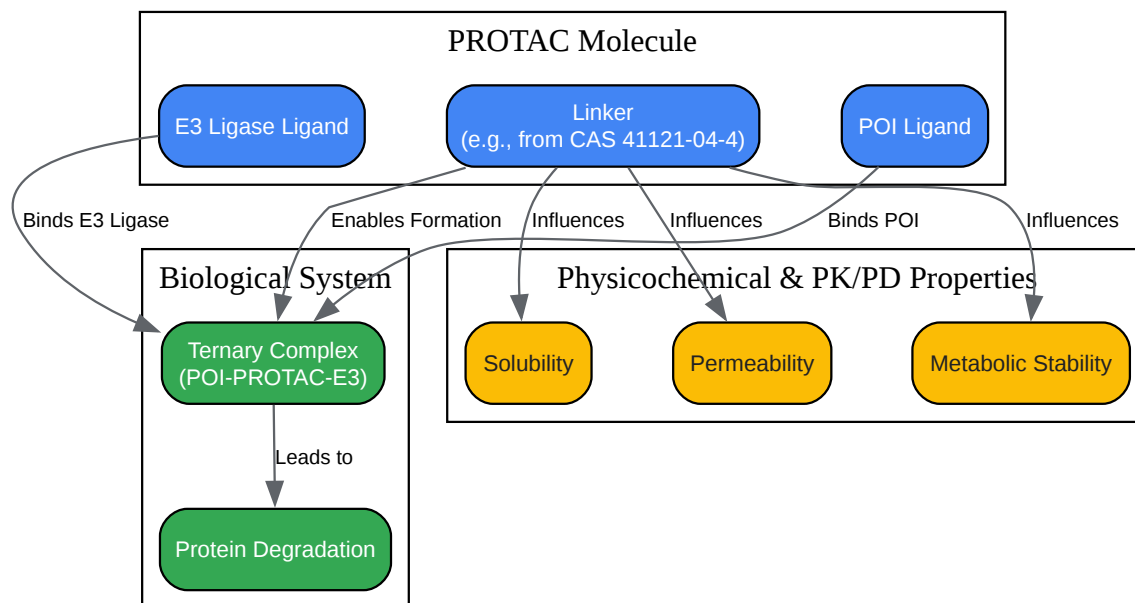 PROTAC Molecule
E3 Ligase Ligand
Linker
(e.g., from CAS 41121-04-4)
POI Ligand
Binds E3 Ligase
Enables Formation
Influences
Influences
Binds POI
Influences
Biological System
Physicochemical & PK/PD Properties
Ternary Complex
(POI-PROTAC-E3)
Solubility
Permeability
Metabolic Stability
Leads to
Protein Degradation